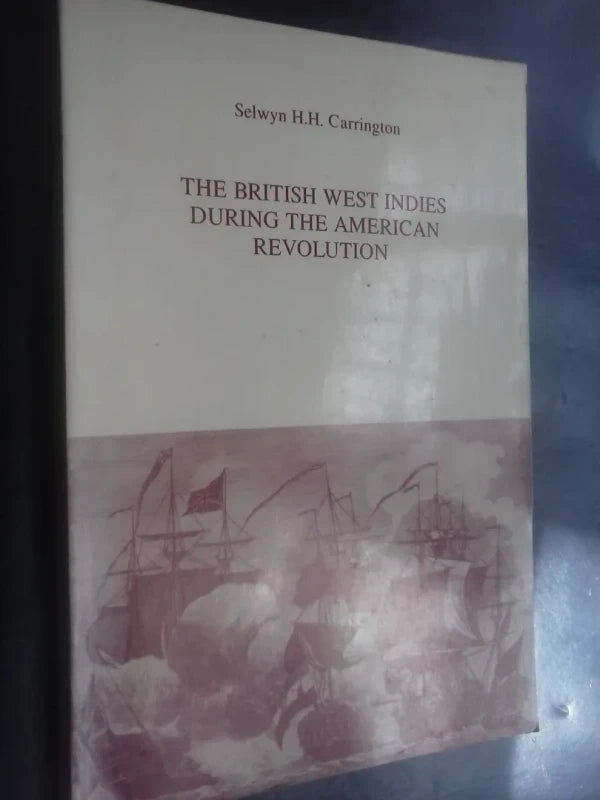 Selwyn H.H. Carrington
THE BRITISH WEST INDIES
DURING THE AMERICAN
REVOLUTION